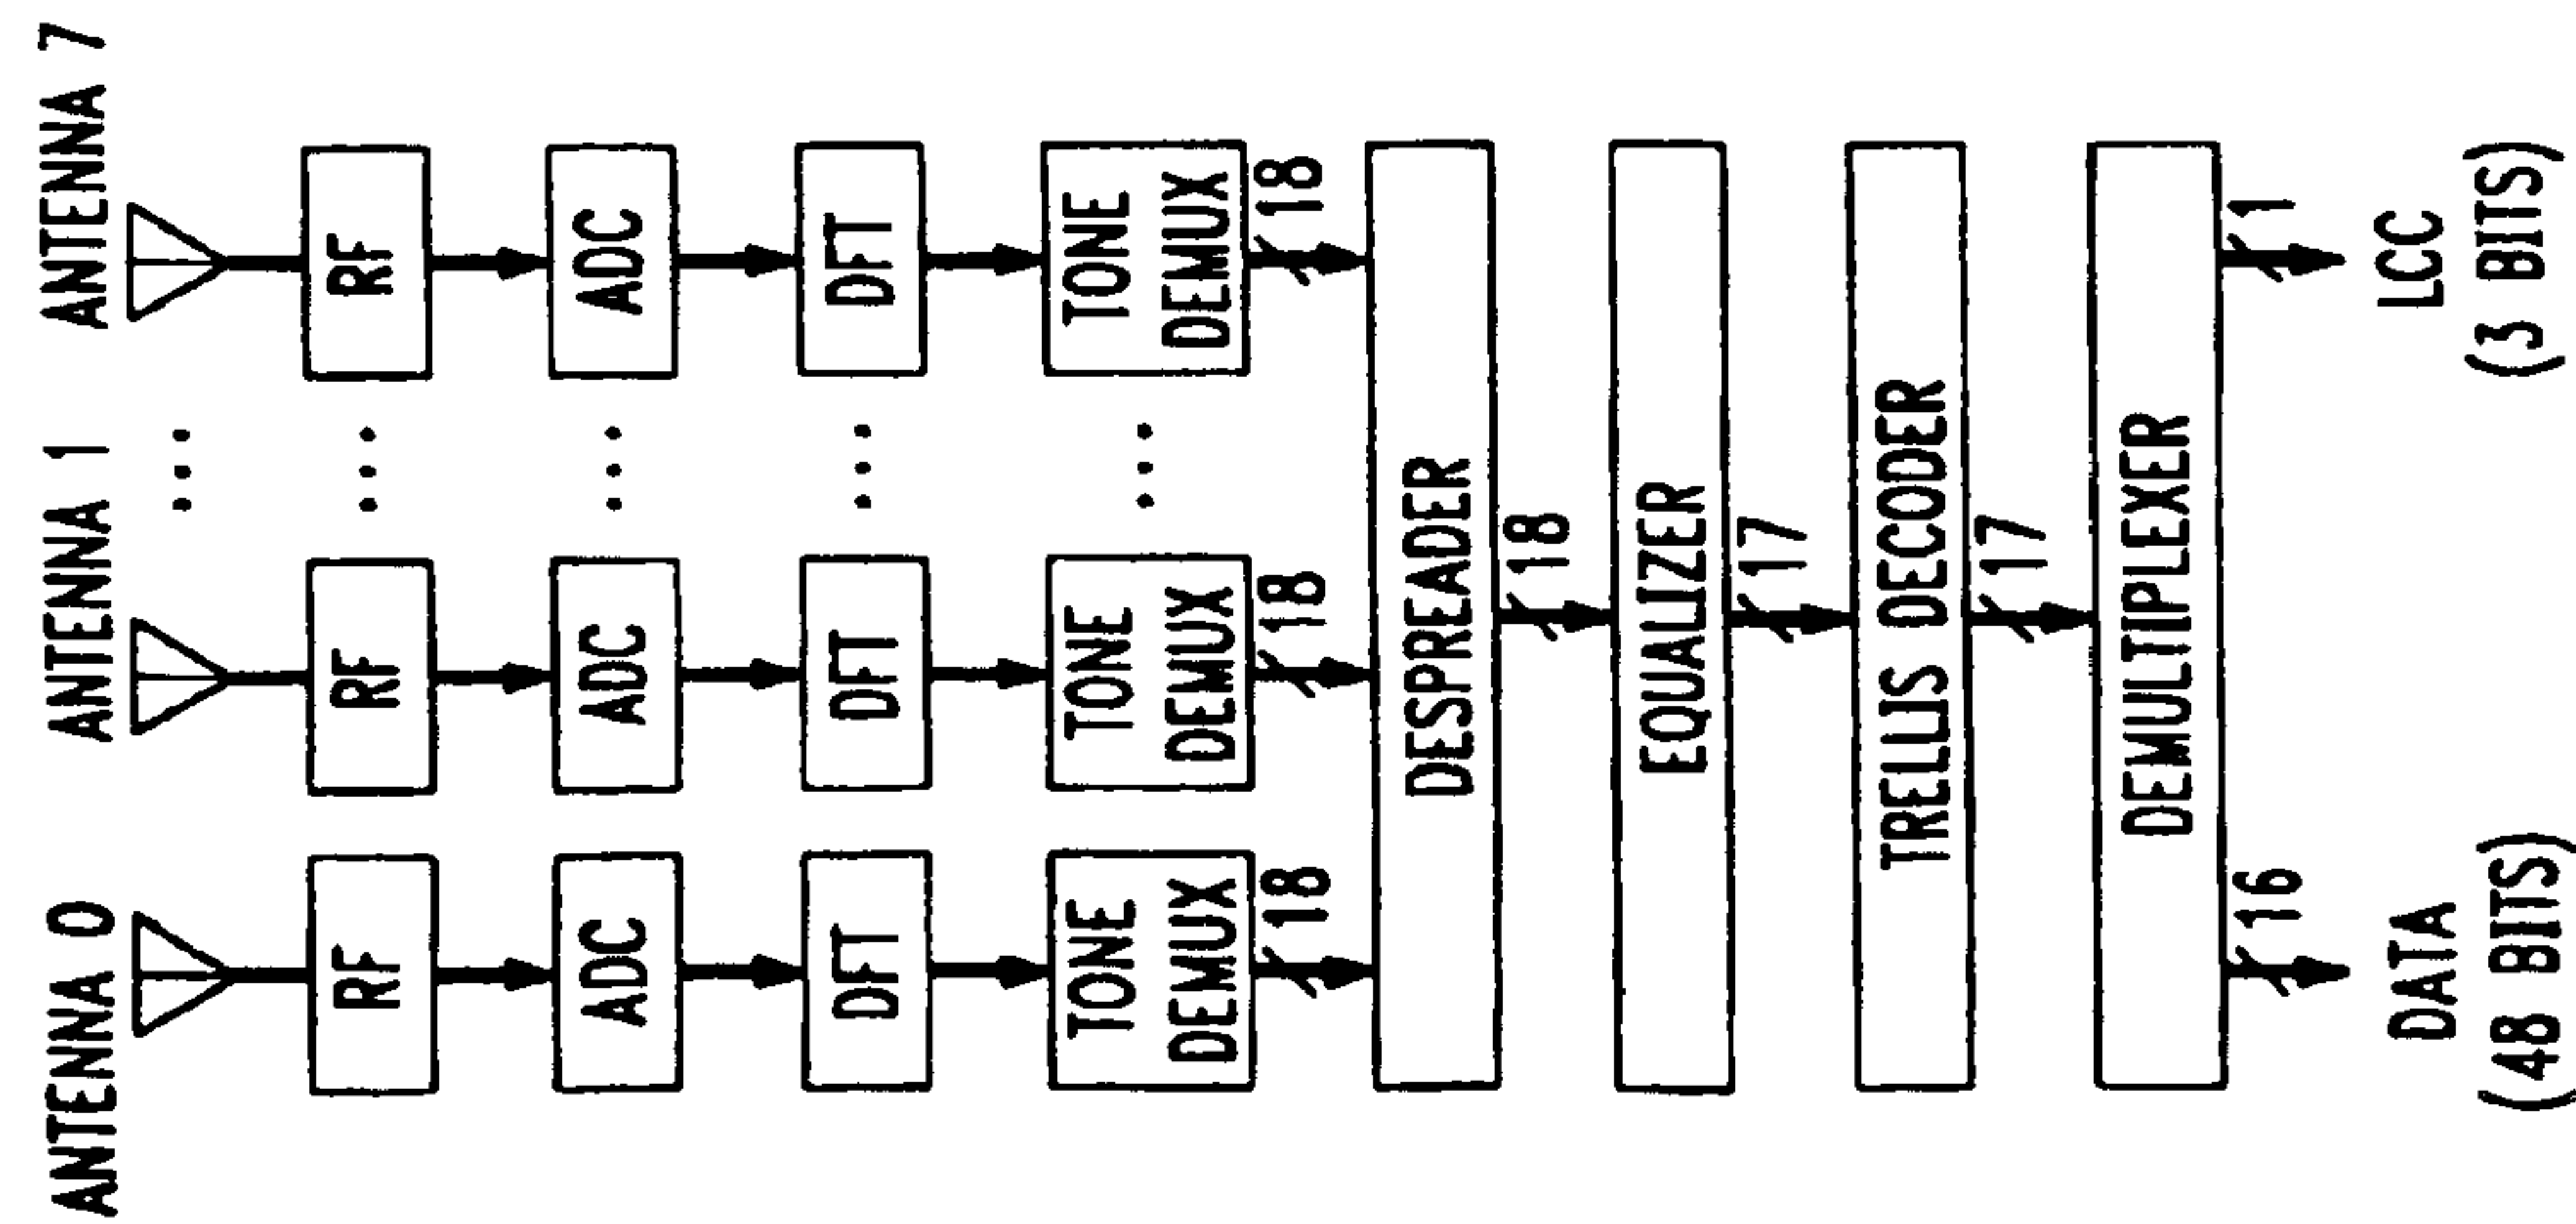 ANTENNA 0
ANTENNA 1
ANTENNA 7
...
RF
RF
...
RF
ADC
ADC
...
ADC
DFT
DFT
...
DFT
TONE
DEMUX
TONE
DEMUX
...
TONE
DEMUX
18
18
18
DESPREADER
18
EQUALIZER
17
TRELLIS DECODER
17
DEMULTIPLEXER
16
1
DATA
(48 BITS)
LCC
(3 BITS)